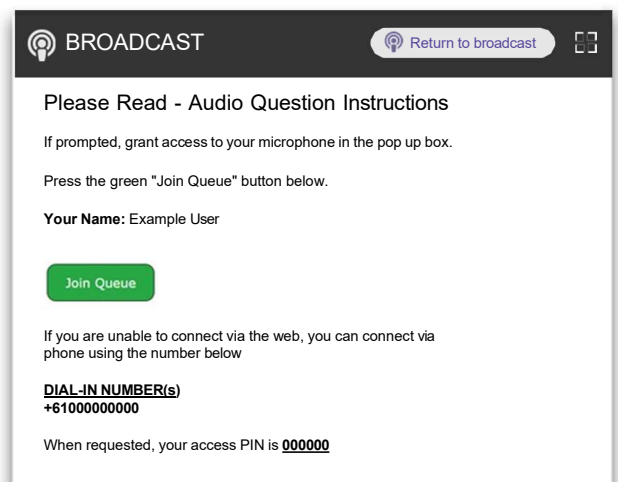 BROADCAST
Return to broadcast
Please Read - Audio Question Instructions
If prompted, grant access to your microphone in the pop up box.
Press the green "Join Queue" button below.
Your Name: Example User
Join Queue
If you are unable to connect via the web, you can connect via
phone using the number below
DIAL-IN NUMBER(s)
+61000000000
When requested, your access PIN is 000000